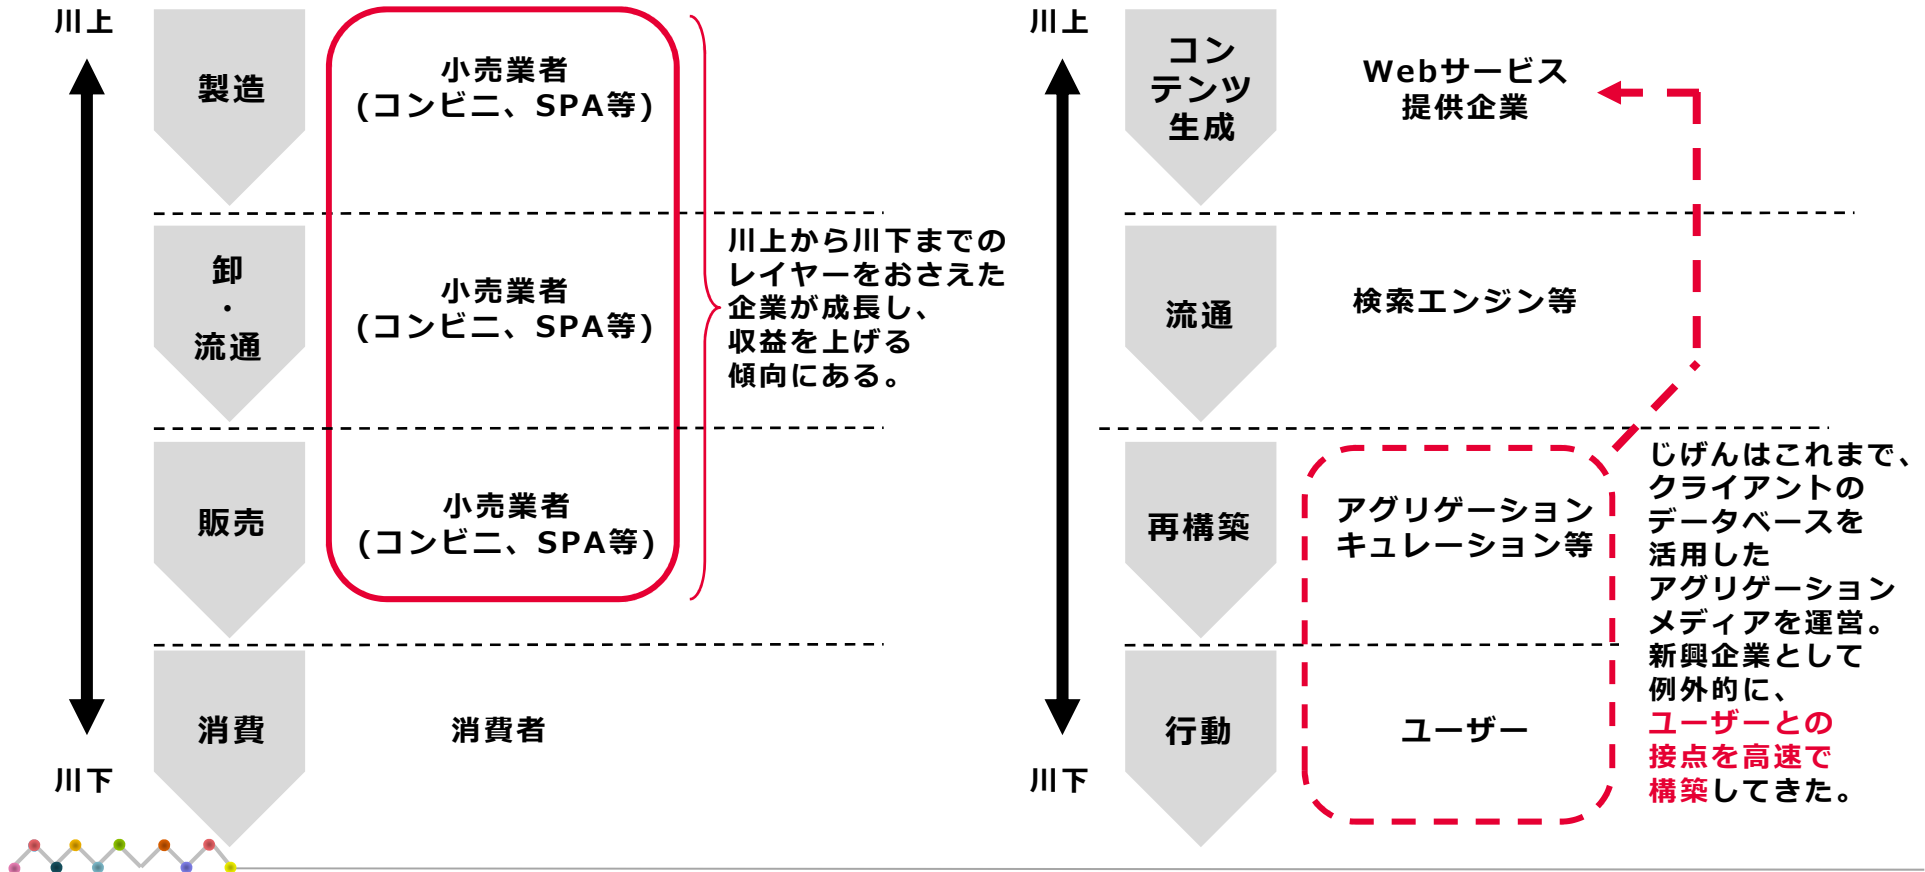 川上
製造
小売業者
(コンビニ、SPA等)
卸
・
流通
小売業者
(コンビニ、SPA等)
川上から川下までの
レイヤーをおさえた
企業が成長し、
収益を上げる
傾向にある。
販売
小売業者
(コンビニ、SPA等)
消費
消費者
川下
川上
コン
テンツ
生成
Webサービス
提供企業
流通
検索エンジン等
再構築
アグリゲーション
キュレーション等
行動
ユーザー
川下
じげんはこれまで、
クライアントの
データベースを
活用した
アグリゲーション
メディアを運営。
新興企業として
例外的に、
ユーザーとの
接点を高速で
構築してきた。